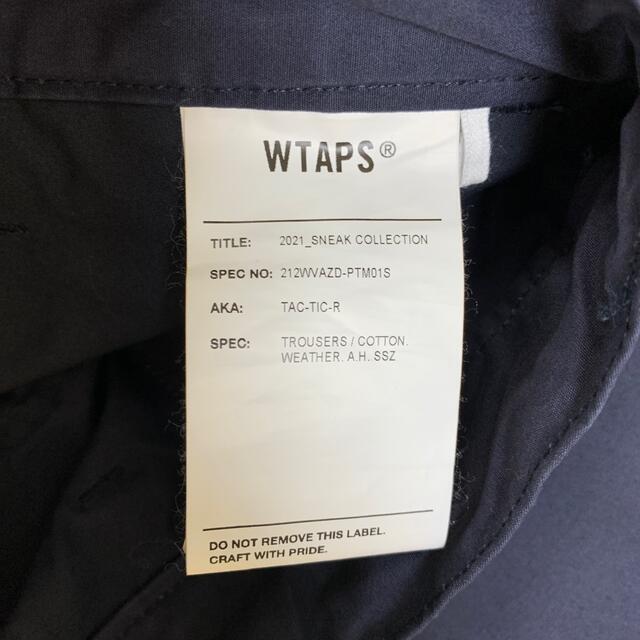 WTAPS®
TITLE: 2021_SNEAK COLLECTION
SPEC NO: 212WVAZD-PTM01S
AKA: TAC-TIC-R
SPEC: TROUSERS / COTTON.
WEATHER. A.H. SSZ
DO NOT REMOVE THIS LABEL.
CRAFT WITH PRIDE.